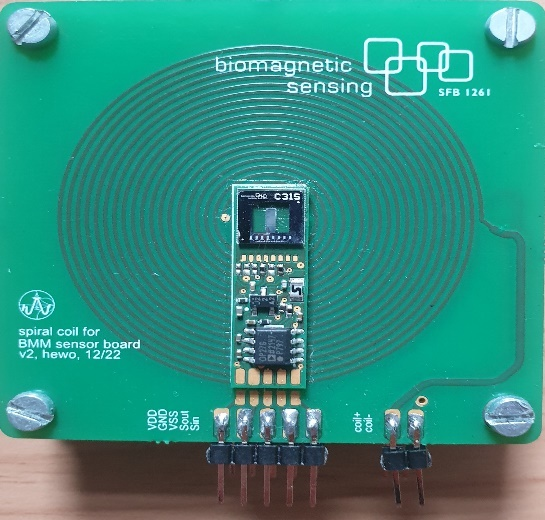 biomagnetic
sensing
SFB 1261
C315
spiral coil for
BMM sensor board
v2, hewo, 12/22
VDD
GND
VSS
Sout
Sin
coil+
coil-